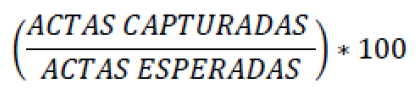 (ACTAS CAPTURADAS
ACTAS ESPERADAS) * 100